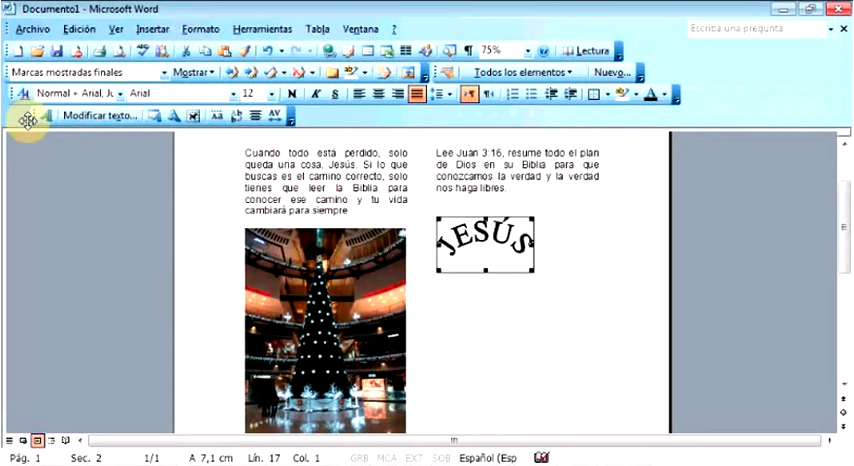 Documento1 - Microsoft Word
Archivo Edición Ver Insertar Formato Herramientas Tabla Ventana ? Escriba una pregunta
75% Lectura
Marcas mostradas finales Mostrar Todos los elementos Nuevo...
Normal + Arial, Ju Arial 12 N K S
Modificar texto...
Cuando todo está perdido, solo
queda una cosa, Jesús. Si lo que
buscas es el camino correcto, solo
tienes que leer la Biblia para
conocer ese camino y tu vida
cambiará para siempre
Lee Juan 3:16, resume todo el plan
de Dios en su Biblia para que
conozcamos la verdad y la verdad
nos haga libres.
JESÚS
Pág. 1 Sec. 2 1/1 A 7,1 cm Lín. 17 Col. 1 GRB MCA EXT SOB Español (Esp